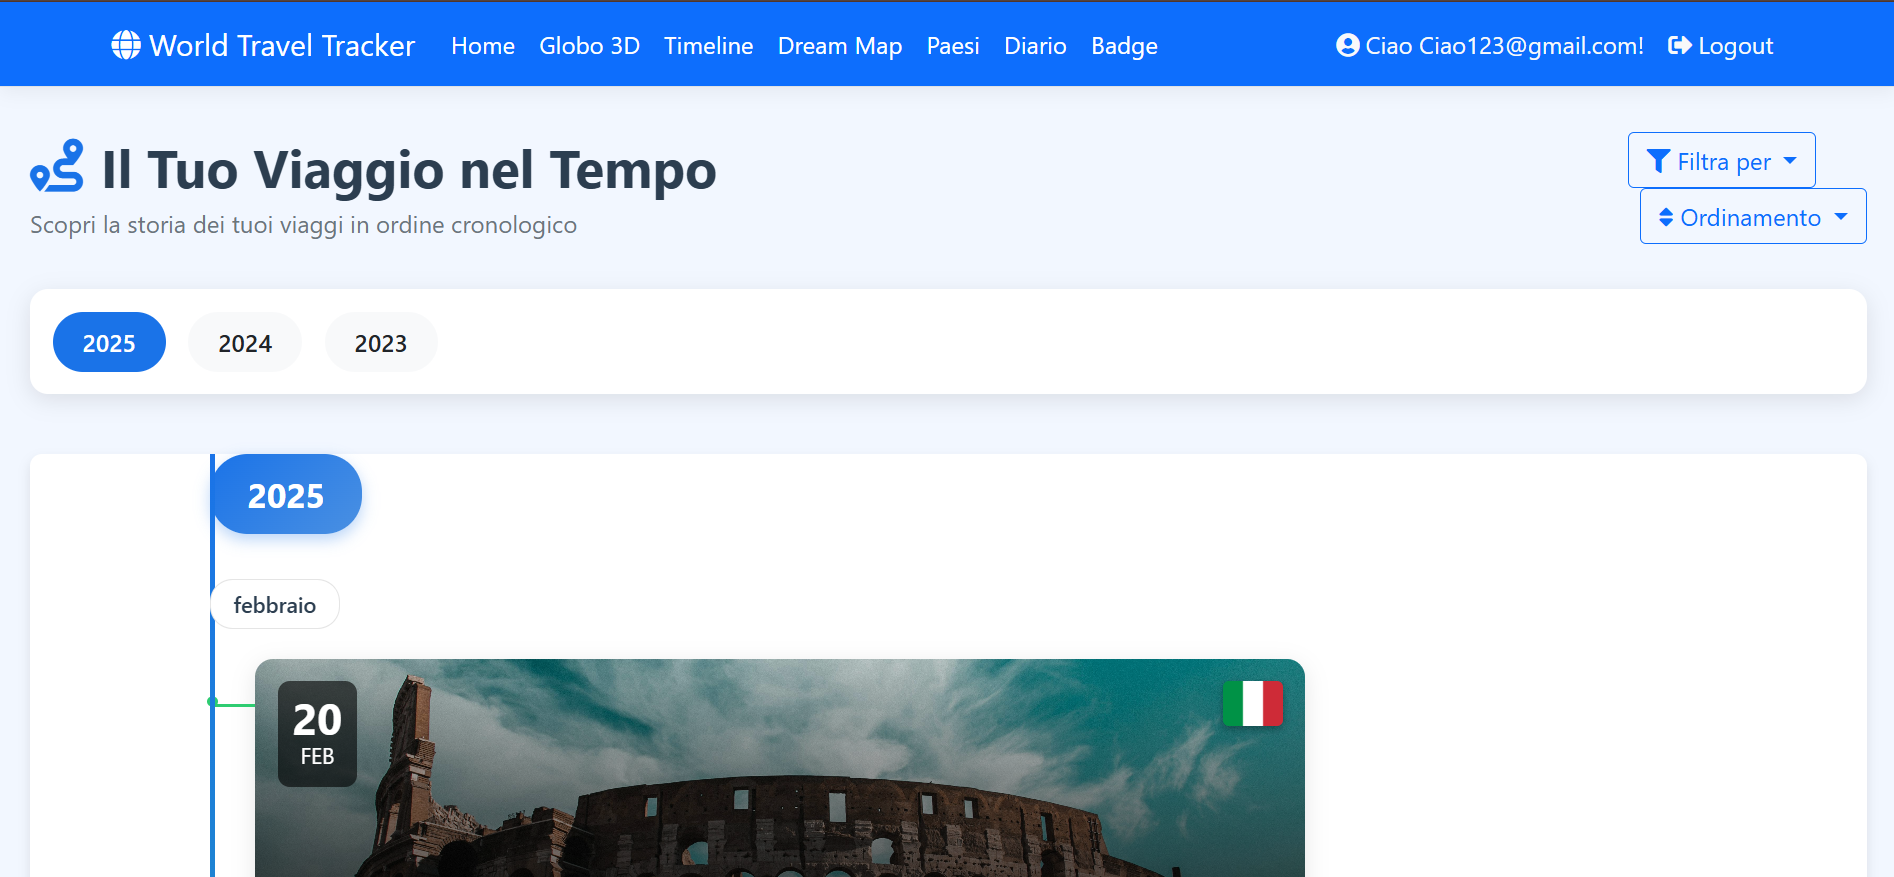 World Travel Tracker Home Globo 3D Timeline Dream Map Paesi Diario Badge Ciao Ciao123@gmail.com! Logout
Il Tuo Viaggio nel Tempo
Scopri la storia dei tuoi viaggi in ordine cronologico
Filtra per
Ordinamento
2025 2024 2023
2025
febbraio
20
FEB